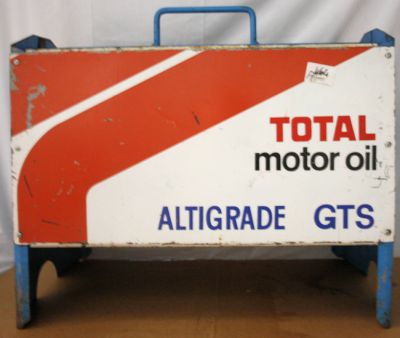 TOTAL
motor oil
ALTIGRADE GTS